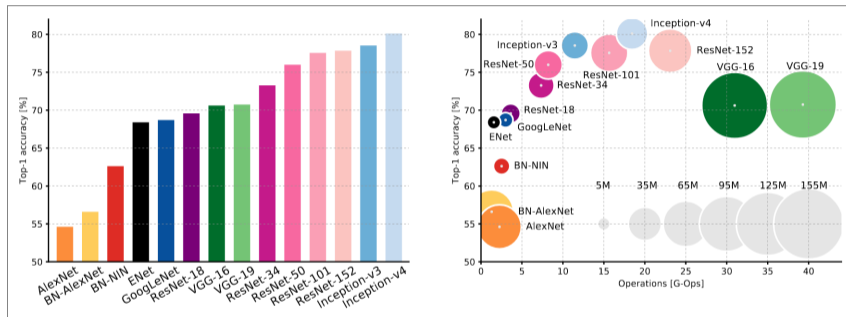 Top-1 accuracy [%]
80
75
70
65
60
55
50
AlexNet
BN-AlexNet
BN-NIN
ENet
GoogLeNet
ResNet-18
VGG-16
VGG-19
ResNet-34
ResNet-50
ResNet-101
ResNet-152
Inception-v3
Inception-v4
Top-1 accuracy [%]
80
75
70
65
60
55
50
Inception-v4
Inception-v3
ResNet-152
ResNet-50
ResNet-101
VGG-16
VGG-19
ResNet-34
ResNet-18
GoogLeNet
ENet
BN-NIN
5M 35M 65M 95M 125M 155M
BN-AlexNet
AlexNet
0 5 10 15 20 25 30 35 40
Operations [G-Ops]